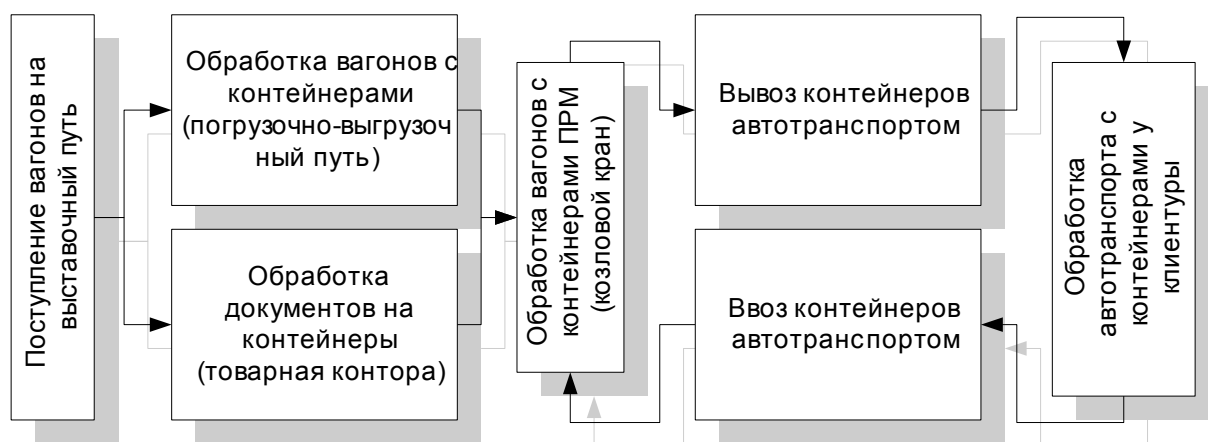 Поступление вагонов на
выставочный путь
Обработка вагонов с
контейнерами
(погрузочно-выгрузоч
ный путь)
Обработка
документов на
контейнеры
(товарная контора)
Обработка вагонов с
контейнерами ПРМ
(козловой кран)
Вывоз контейнеров
автотранспортом
Ввоз контейнеров
автотранспортом
Обработка
автотранспорта с
контейнерами у
клиентуры